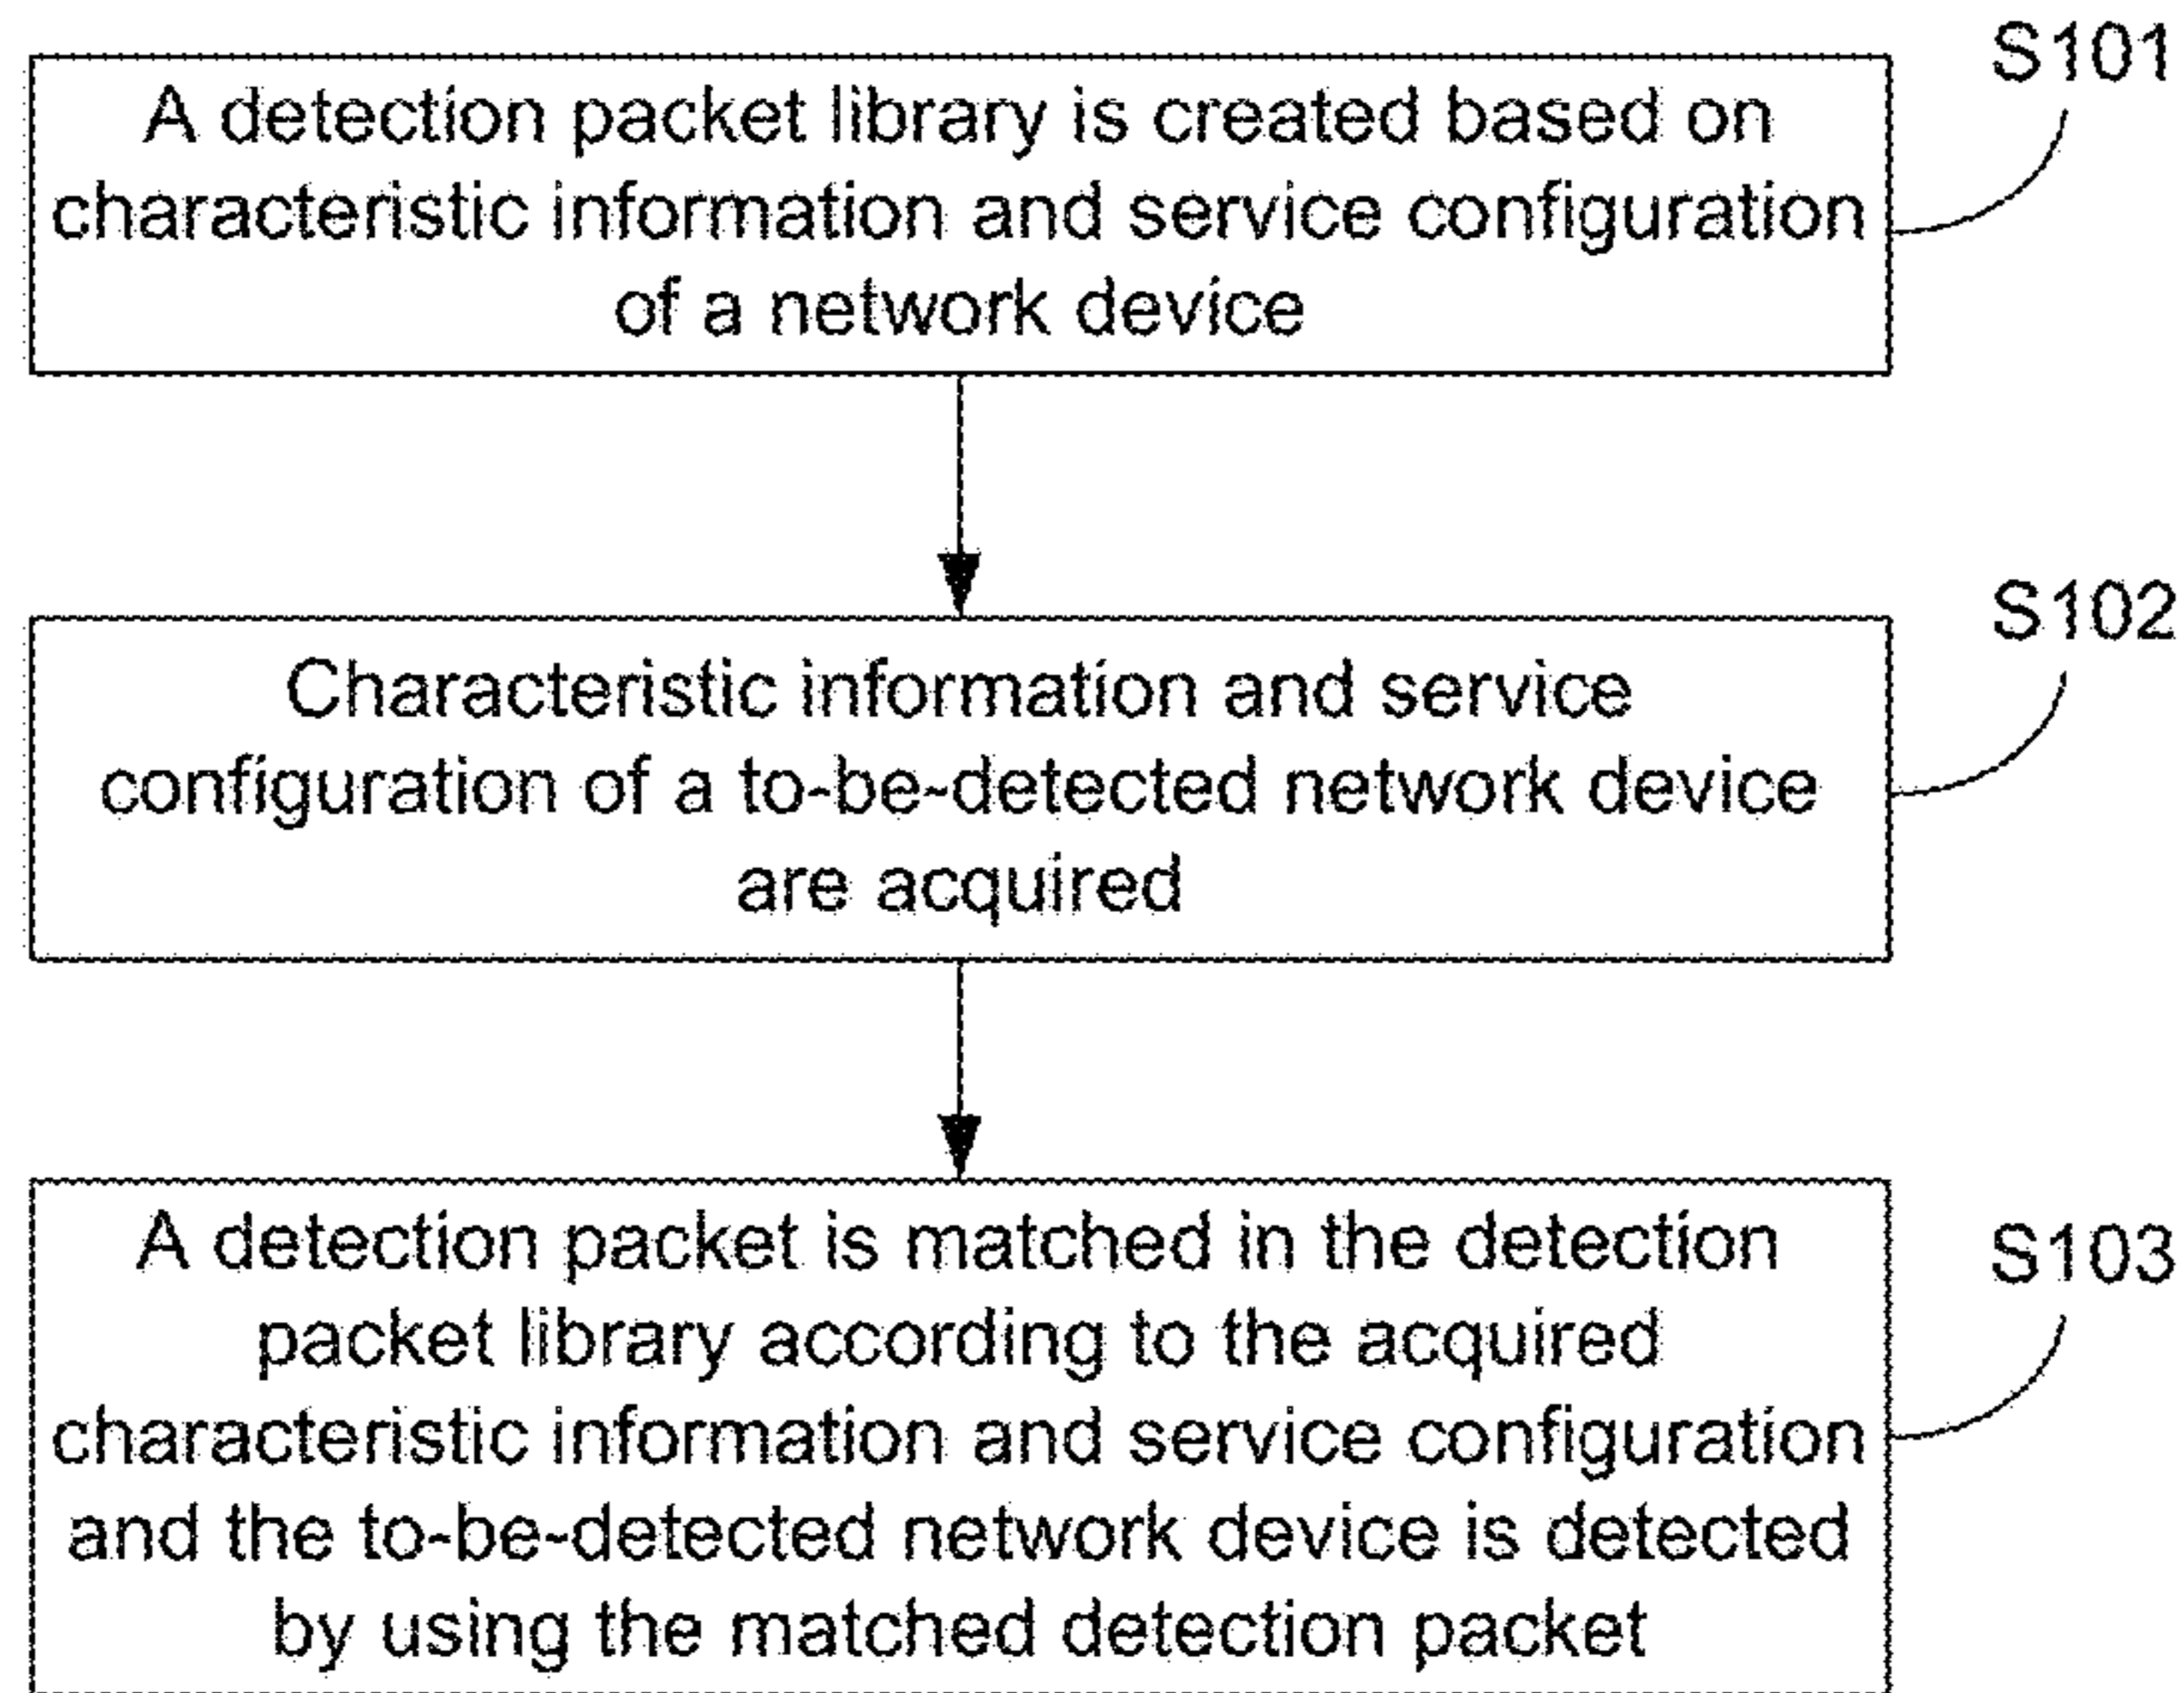 S101
A detection packet library is created based on
characteristic information and service configuration
of a network device
S102
Characteristic information and service
configuration of a to-be-detected network device
are acquired
S103
A detection packet is matched in the detection
packet library according to the acquired
characteristic information and service configuration
and the to-be-detected network device is detected
by using the matched detection packet